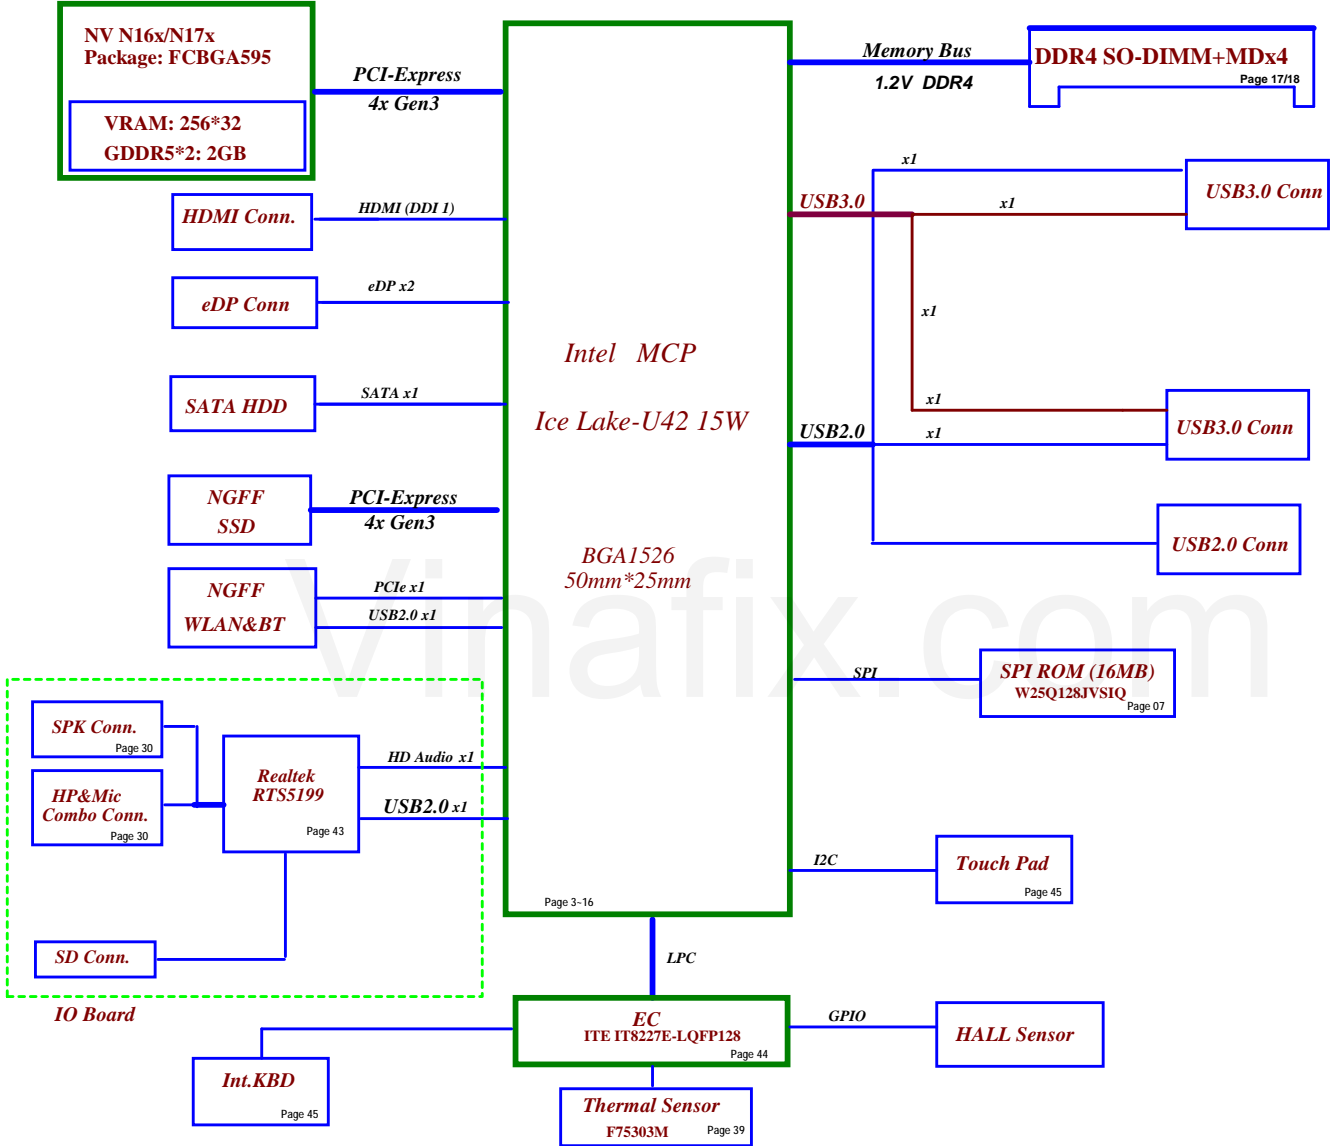 NV N16x/N17x
Package: FCBGA595
VRAM: 256*32
GDDR5*2: 2GB
PCI-Express
4x Gen3
Memory Bus
1.2V DDR4
DDR4 SO-DIMM+MDx4
Page 17/18
HDMI Conn.
HDMI (DDI 1)
eDP Conn
eDP x2
SATA HDD
SATA x1
NGFF
SSD
PCI-Express
4x Gen3
NGFF
WLAN&BT
PCIe x1
USB2.0 x1
Intel MCP
Ice Lake-U42 15W
BGA1526
50mm*25mm
Page 3~16
USB3.0
x1
x1
USB3.0 Conn
x1
x1
USB2.0
x1
USB3.0 Conn
USB2.0 Conn
Vinafix.com
SPI
SPI ROM (16MB)
W25Q128JVSIQ
Page 07
SPK Conn.
Page 30
HP&Mic
Combo Conn.
Page 30
Realtek
RTS5199
Page 43
HD Audio x1
USB2.0 x1
SD Conn.
IO Board
I2C
Touch Pad
Page 45
LPC
EC
ITE IT8227E-LQFP128
Page 44
GPIO
HALL Sensor
Int.KBD
Page 45
Thermal Sensor
F75303M
Page 39